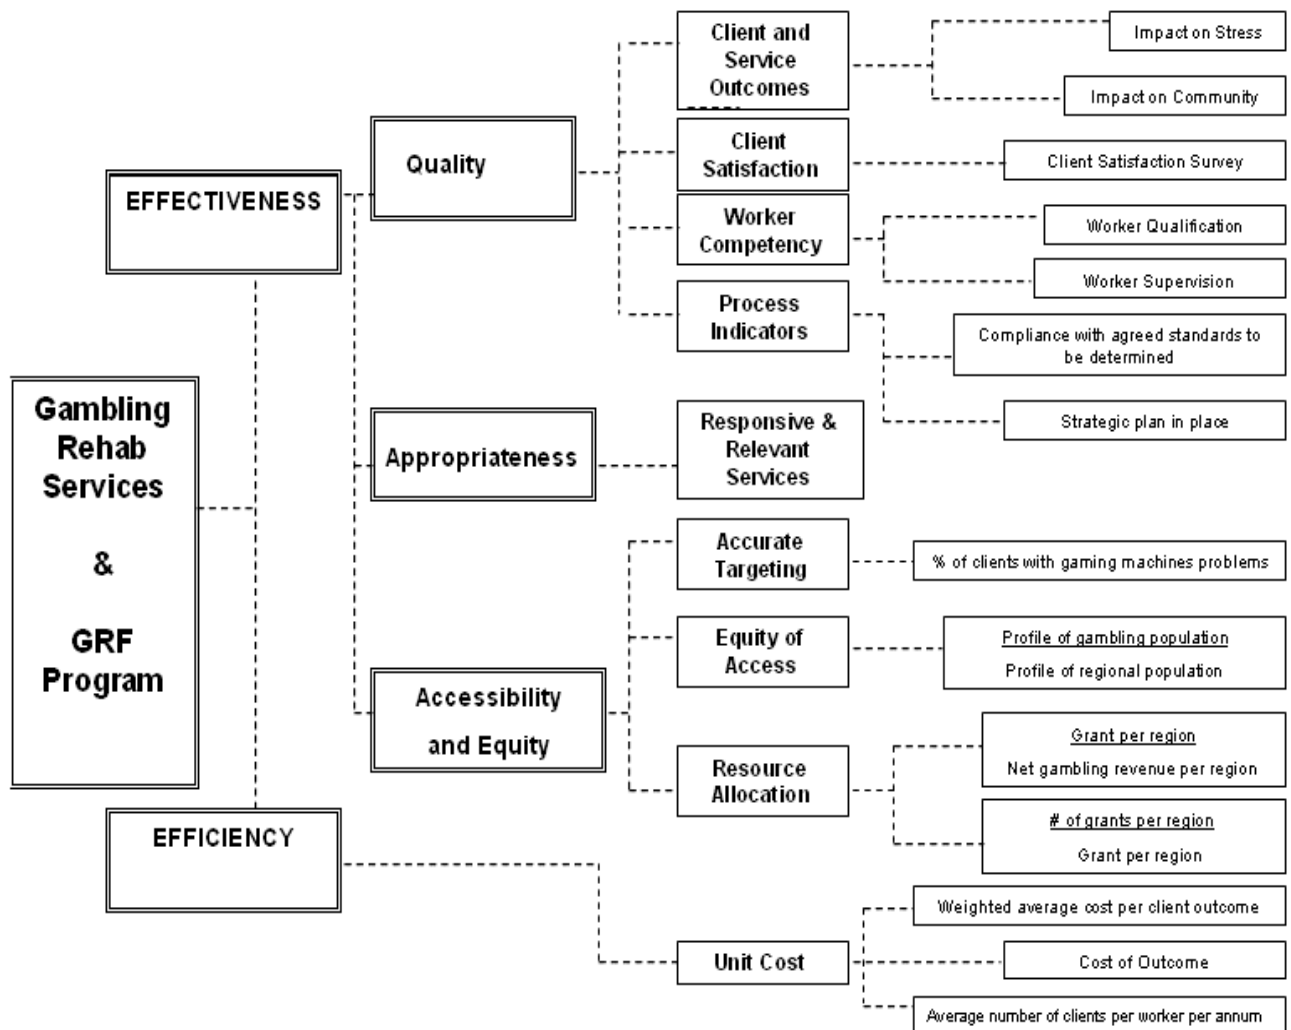 Client and
Service
Outcomes
Impact on Stress
Impact on Community
Quality
Client
Satisfaction
Client Satisfaction Survey
EFFECTIVENESS
Worker
Competency
Worker Qualification
Worker Supervision
Process
Indicators
Compliance with agreed standards to
be determined
Strategic plan in place
Gambling
Rehab
Services
&
GRF
Program
Appropriateness
Responsive &
Relevant
Services
Accurate
Targeting
% of clients with gaming machines problems
Equity of
Access
Profile of gambling population
Profile of regional population
Accessibility
and Equity
Resource
Allocation
Grant per region
Net gambling revenue per region
# of grants per region
Grant per region
EFFICIENCY
Unit Cost
Weighted average cost per client outcome
Cost of Outcome
Average number of clients per worker per annum